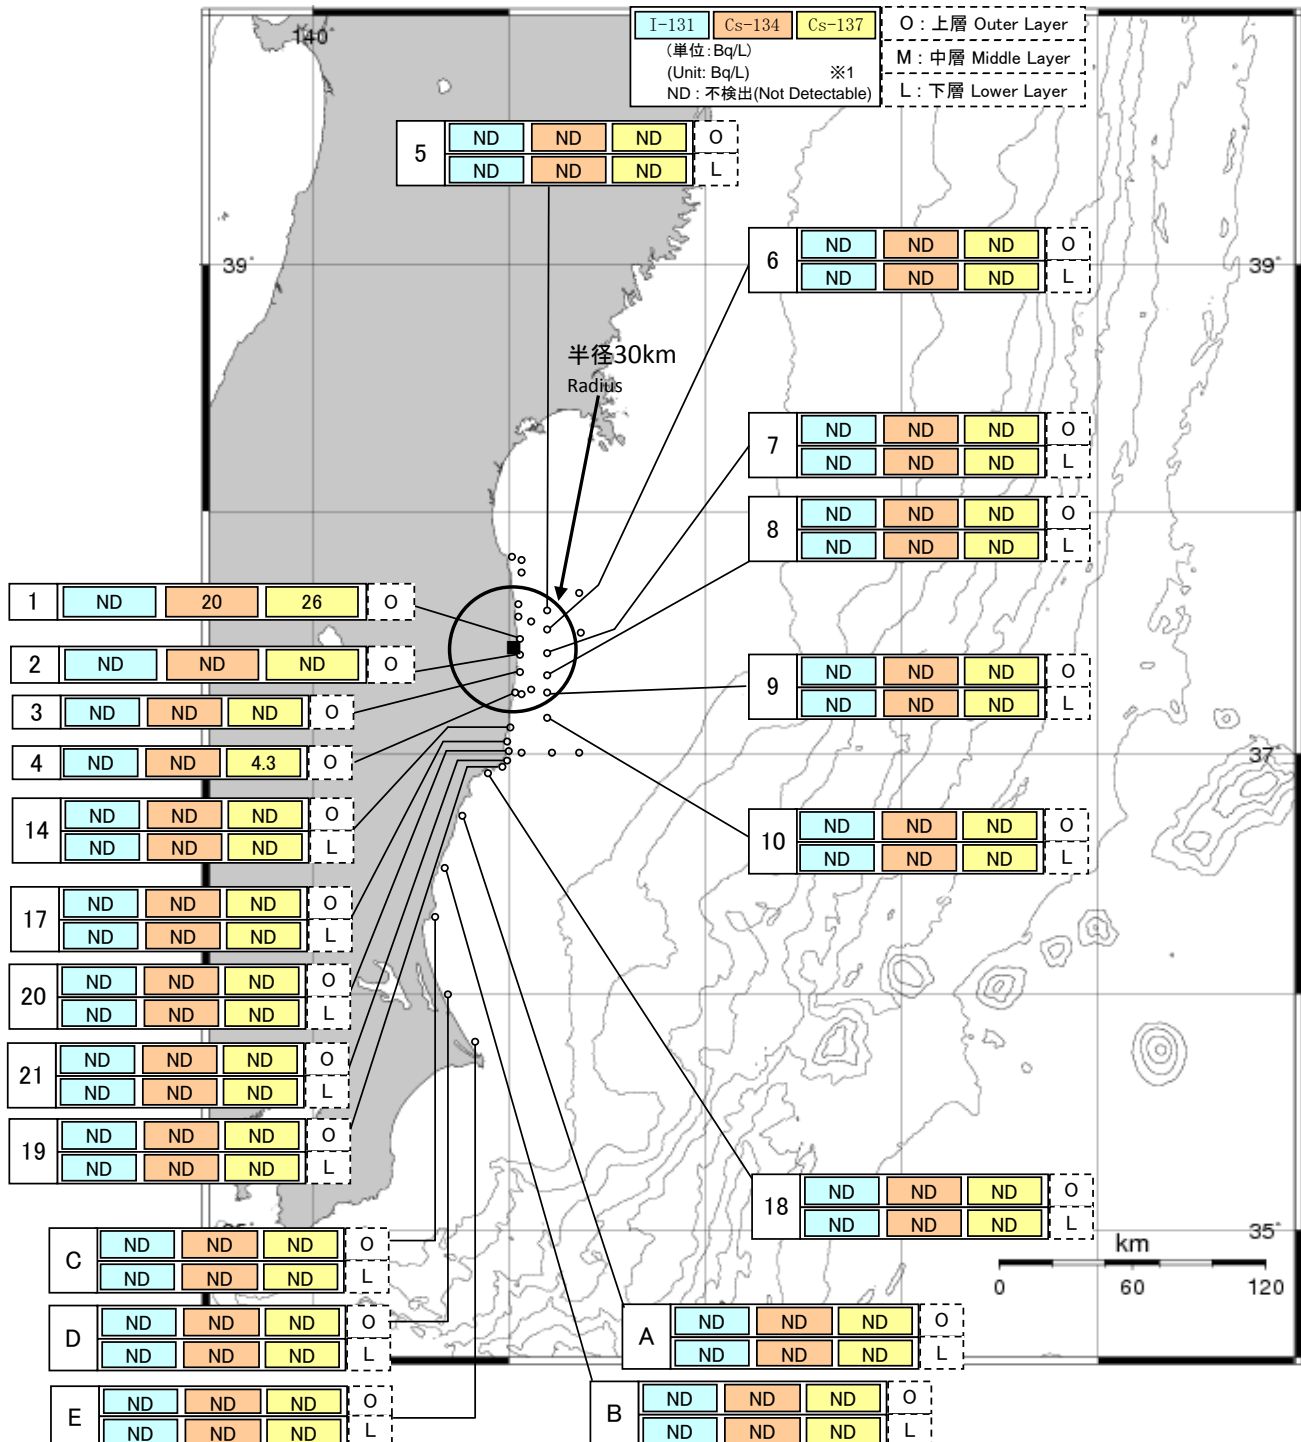 140°
I-131 Cs-134 Cs-137
(単位:Bq/L)
(Unit: Bq/L) ※1
ND : 不検出(Not Detectable)
O : 上層 Outer Layer
M : 中層 Middle Layer
L : 下層 Lower Layer
5 ND ND ND O
ND ND ND L
6 ND ND ND O
ND ND ND L
39°
39°
半径30km
Radius
7 ND ND ND O
ND ND ND L
8 ND ND ND O
ND ND ND L
1 ND 20 26 O
2 ND ND ND O
3 ND ND ND O
4 ND ND 4.3 O
9 ND ND ND O
ND ND ND L
37°
14 ND ND ND O
ND ND ND L
10 ND ND ND O
ND ND ND L
17 ND ND ND O
ND ND ND L
20 ND ND ND O
ND ND ND L
21 ND ND ND O
ND ND ND L
19 ND ND ND O
ND ND ND L
18 ND ND ND O
ND ND ND L
35°
km
0 60 120
C ND ND ND O
ND ND ND L
D ND ND ND O
ND ND ND L
A ND ND ND O
ND ND ND L
E ND ND ND O
ND ND ND L
B ND ND ND O
ND ND ND L